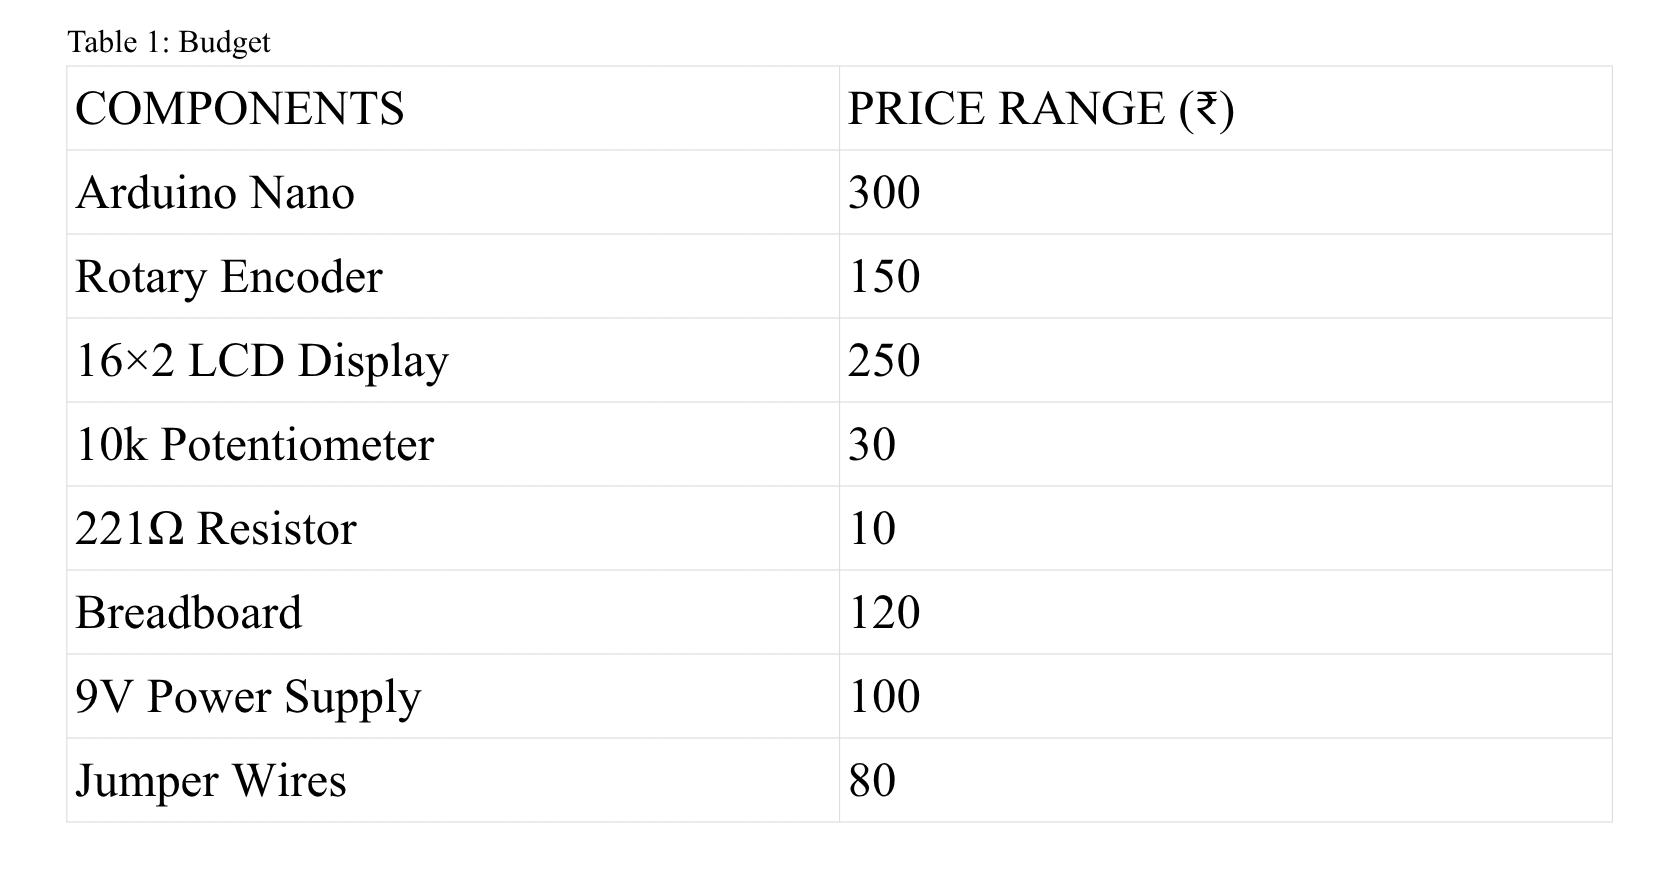 Table 1: Budget
COMPONENTS PRICE RANGE (₹)
Arduino Nano 300
Rotary Encoder 150
16×2 LCD Display 250
10k Potentiometer 30
221Ω Resistor 10
Breadboard 120
9V Power Supply 100
Jumper Wires 80